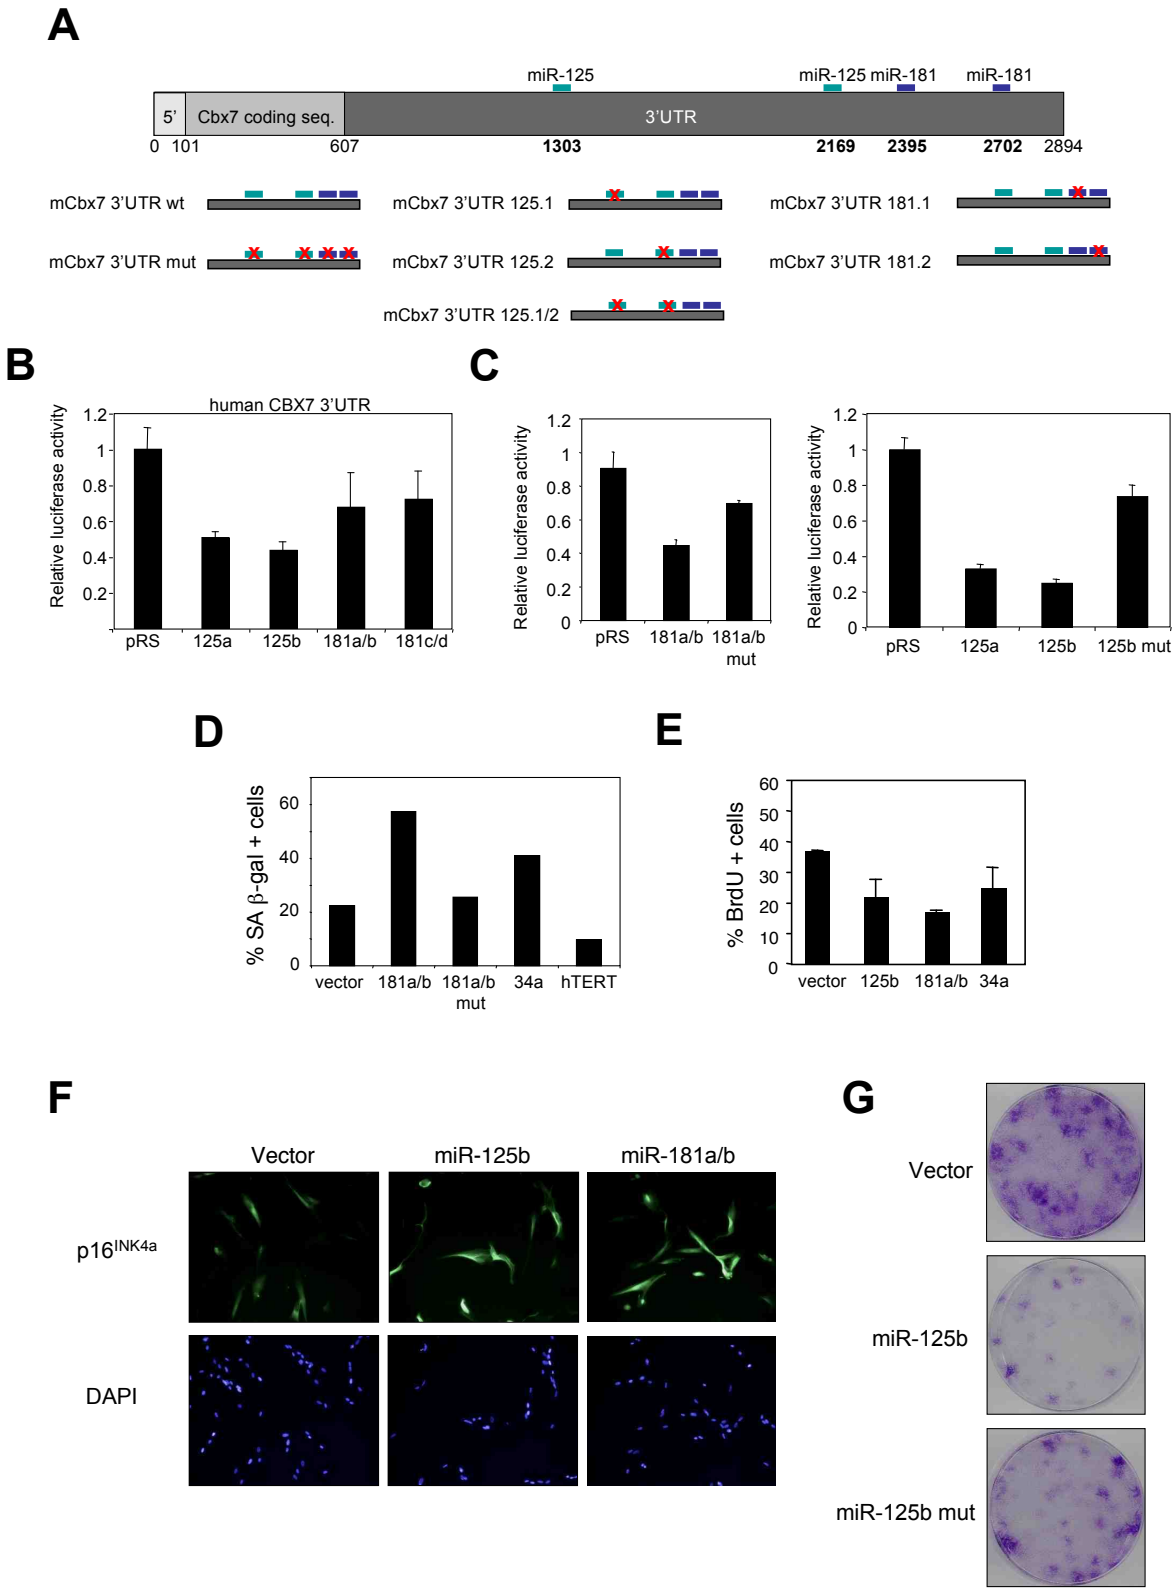 A
miR-125 miR-125 miR-181 miR-181
5' Cbx7 coding seq. 3'UTR
0 101 607 1303 2169 2395 2702 2894
mCbx7 3'UTR wt mCbx7 3'UTR 125.1 mCbx7 3'UTR 181.1
X X
mCbx7 3'UTR mut mCbx7 3'UTR 125.2 mCbx7 3'UTR 181.2
X X X X X X
mCbx7 3'UTR 125.1/2
X X
B
human CBX7 3'UTR
Relative luciferase activity
1.2
1
0.8
0.6
0.4
0.2
pRS 125a 125b 181a/b 181c/d
C
Relative luciferase activity
1.2
1
0.8
0.6
0.4
0.2
0
pRS 181a/b 181a/b
mut
Relative luciferase activity
1.2
1
0.8
0.6
0.4
0.2
0
pRS 125a 125b 125b mut
D
% SA β-gal + cells
60
40
20
0
vector 181a/b 181a/b 34a hTERT
mut
E
% BrdU + cells
60
50
40
30
20
10
0
vector 125b 181a/b 34a
F
Vector miR-125b miR-181a/b
p16INK4a
DAPI
G
Vector
miR-125b
miR-125b mut